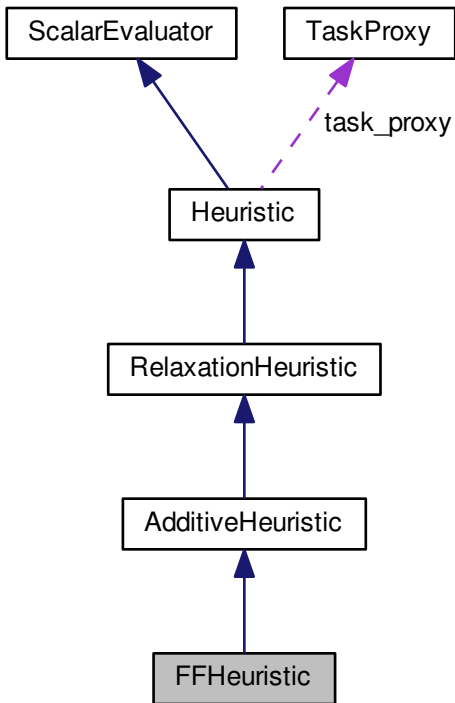 ScalarEvaluator
TaskProxy
task_proxy
Heuristic
RelaxationHeuristic
AdditiveHeuristic
FFHeuristic